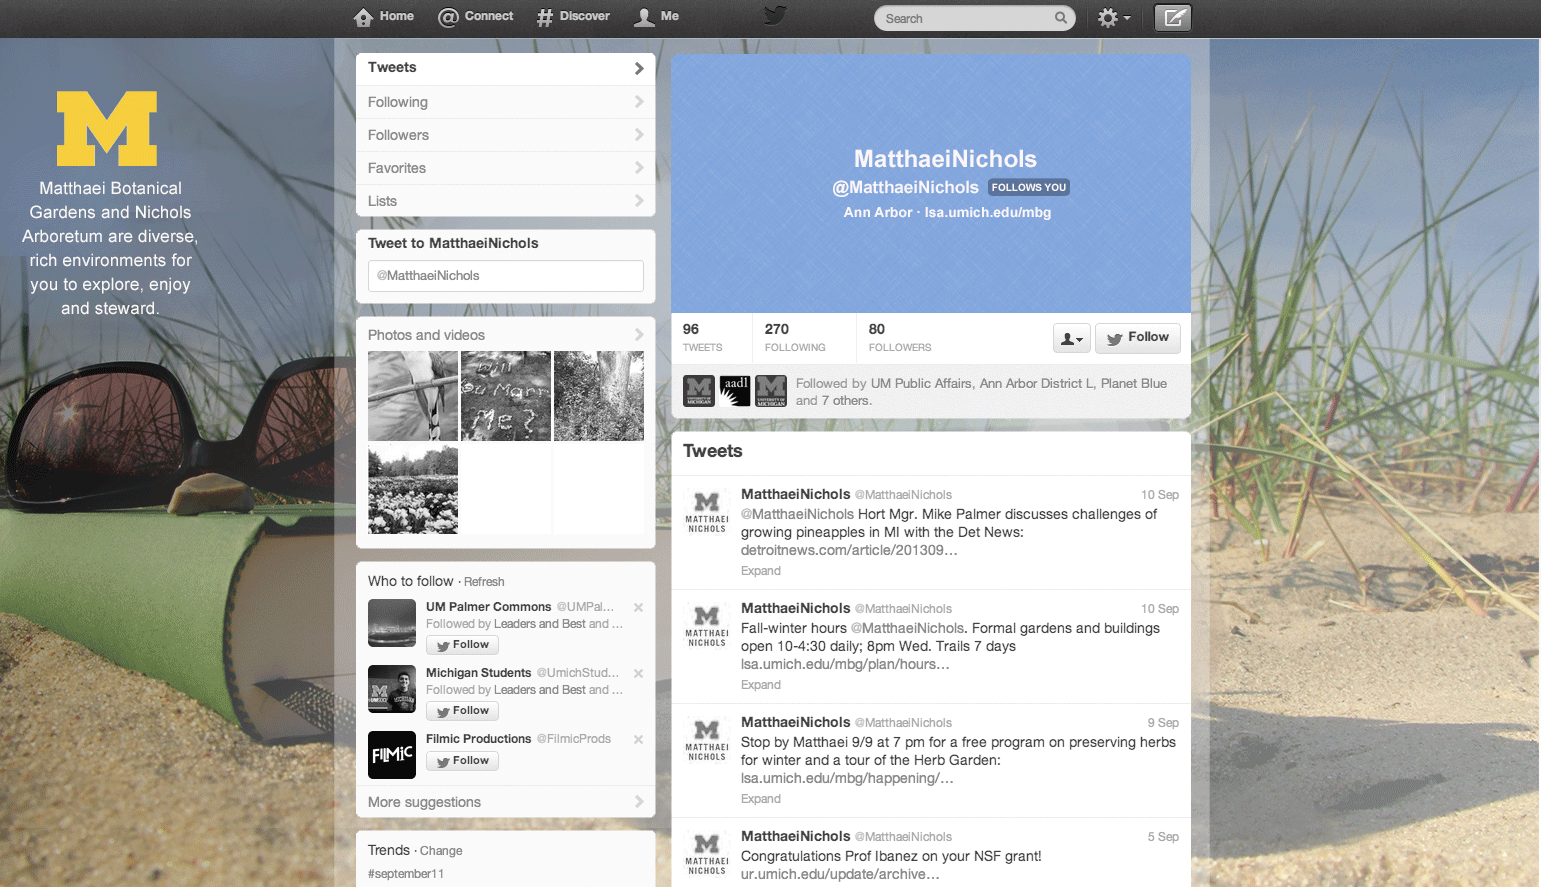 Home
Connect
Discover
Me
Search
M
Matthaei Botanical
Gardens and Nichols
Arboretum are diverse,
rich environments for
you to explore, enjoy
and steward.
Tweets
Following
Followers
Favorites
Lists
Tweet to MatthaeiNichols
@MatthaeiNichols
Photos and videos
Will
Me?
Who to follow · Refresh
UM Palmer Commons @UMPal...
Followed by Leaders and Best and ...
Follow
Michigan Students @UmichStud...
Followed by Leaders and Best and ...
Follow
FILMIC
Filmic Productions @FilmicProds
Follow
More suggestions
Trends · Change
#september11
MatthaeiNichols
@MatthaeiNichols FOLLOWS YOU
Ann Arbor · lsa.umich.edu/mbg
96
TWEETS
270
FOLLOWING
80
FOLLOWERS
Follow
aadl
Followed by UM Public Affairs, Ann Arbor District L, Planet Blue
and 7 others.
Tweets
M
MATTHAEI
NICHOLS
MatthaeiNichols @MatthaeiNichols 10 Sep
@MatthaeiNichols Hort Mgr. Mike Palmer discusses challenges of
growing pineapples in MI with the Det News:
detroitnews.com/article/201309...
Expand
M
MATTHAEI
NICHOLS
MatthaeiNichols @MatthaeiNichols 10 Sep
Fall-winter hours @MatthaeiNichols. Formal gardens and buildings
open 10-4:30 daily; 8pm Wed. Trails 7 days
lsa.umich.edu/mbg/plan/hours...
Expand
M
MATTHAEI
NICHOLS
MatthaeiNichols @MatthaeiNichols 9 Sep
Stop by Matthaei 9/9 at 7 pm for a free program on preserving herbs
for winter and a tour of the Herb Garden:
lsa.umich.edu/mbg/happening/...
Expand
M
MATTHAEI
NICHOLS
MatthaeiNichols @MatthaeiNichols 5 Sep
Congratulations Prof Ibanez on your NSF grant!
ur.umich.edu/update/archive...